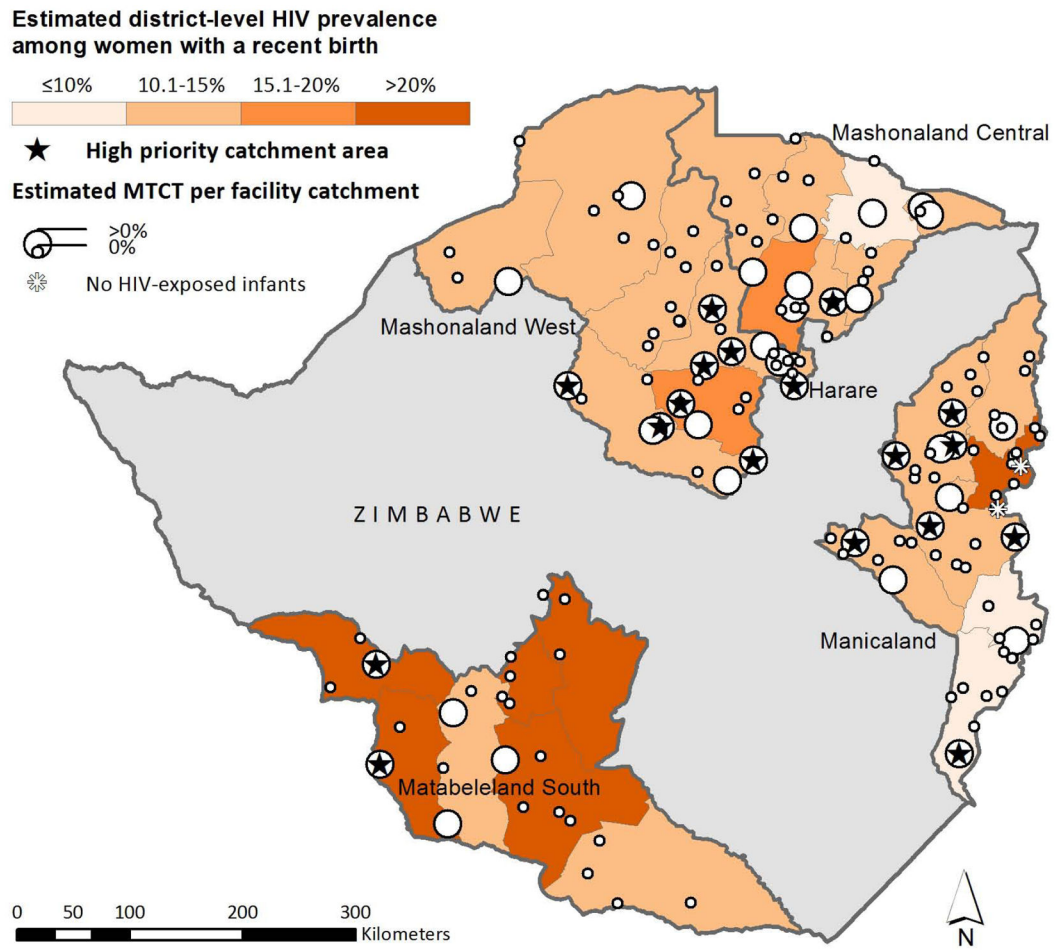 Estimated district-level HIV prevalence
among women with a recent birth
≤10% 10.1-15% 15.1-20% >20%
High priority catchment area
Estimated MTCT per facility catchment
>0%
0%
No HIV-exposed infants
Mashonaland Central
Mashonaland West
Harare
ZIMBABWE
Manicaland
Matabeleland South
0 50 100 200 300
Kilometers
N